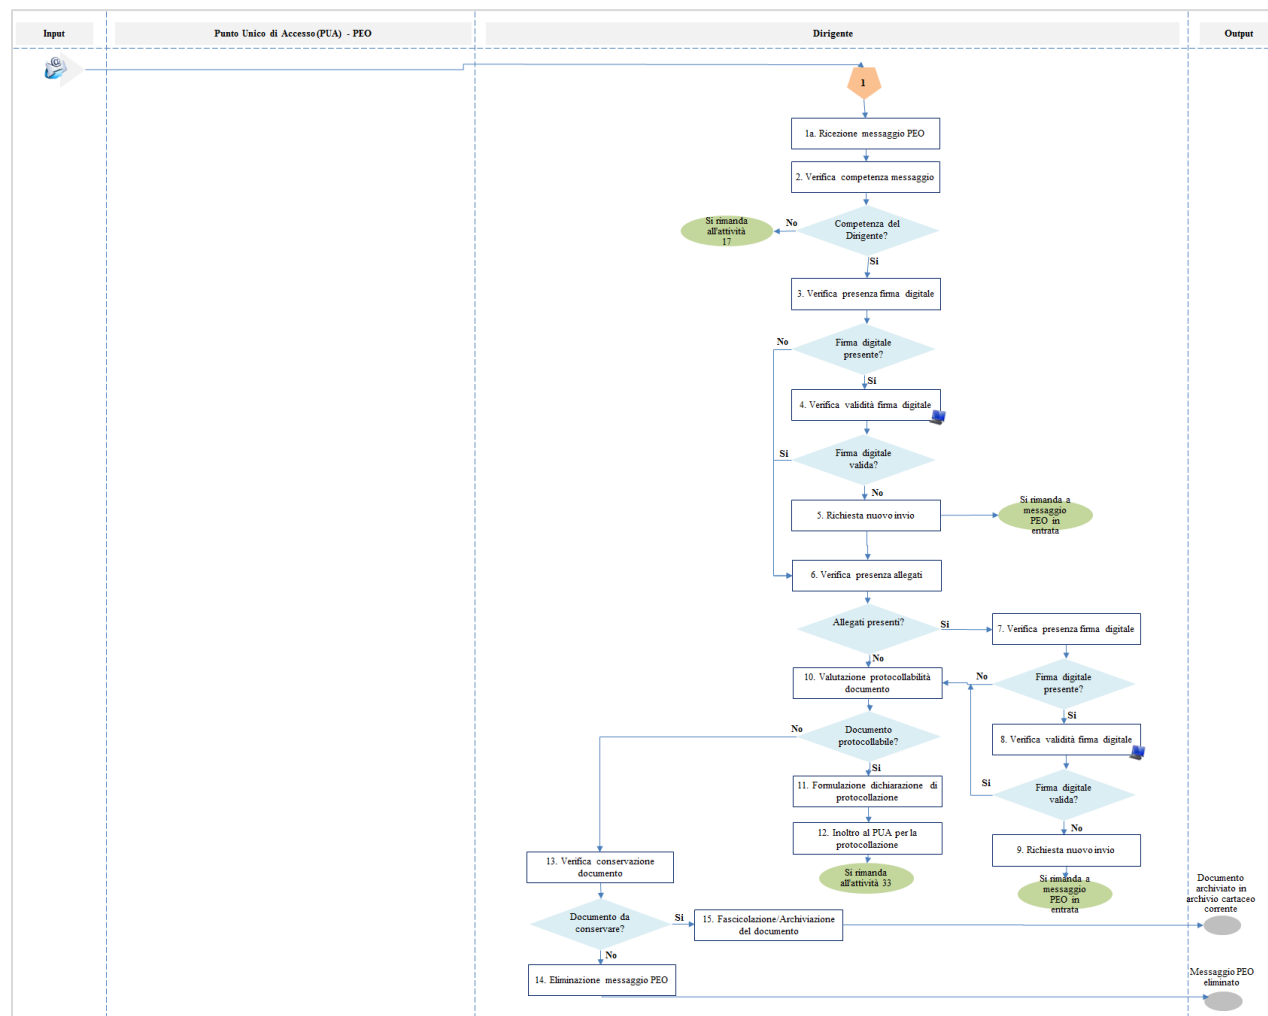 Input
Punto Unico di Accesso (PUA) - PEO
Dirigente
Output
@
1
1a. Ricezione messaggio PEO
2. Verifica competenza messaggio
Competenza del
Dirigente?
No
Si rimanda
all'attività
17
Si
3. Verifica presenza firma digitale
Firma digitale
presente?
No
Si
4. Verifica validità firma digitale
Firma digitale
valida?
Si
No
5. Richiesta nuovo invio
Si rimanda a
messaggio
PEO in
entrata
6. Verifica presenza allegati
Allegati presenti?
Si
No
7. Verifica presenza firma digitale
Firma digitale
presente?
No
Si
8. Verifica validità firma digitale
Firma digitale
valida?
Si
No
9. Richiesta nuovo invio
Si rimanda a
messaggio
PEO in
entrata
10. Valutazione protocollabilità
documento
Documento
protocollabile?
No
Si
11. Formulazione dichiarazione di
protocollazione
12. Inoltro al PUA per la
protocollazione
Si rimanda
all'attività 33
13. Verifica conservazione
documento
Documento da
conservare?
Si
No
15. Fascicolazione/Archiviazione
del documento
Documento
archiviato in
archivio cartaceo
corrente
14. Eliminazione messaggio PEO
Messaggio PEO
eliminato